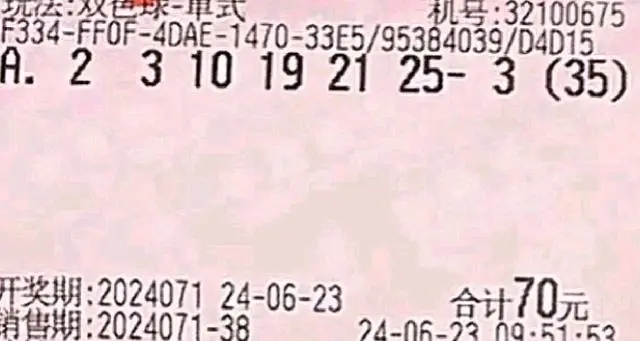 玩法:双色球-单式 机号:32100675
F334-FF0F-4DAE-1470-33E5/95384039/D4D15
A. 2 3 10 19 21 25- 3 (35)
开奖期:2024071 24-06-23 合计70元
销售期:2024071-38 24-06-23 09:51:53